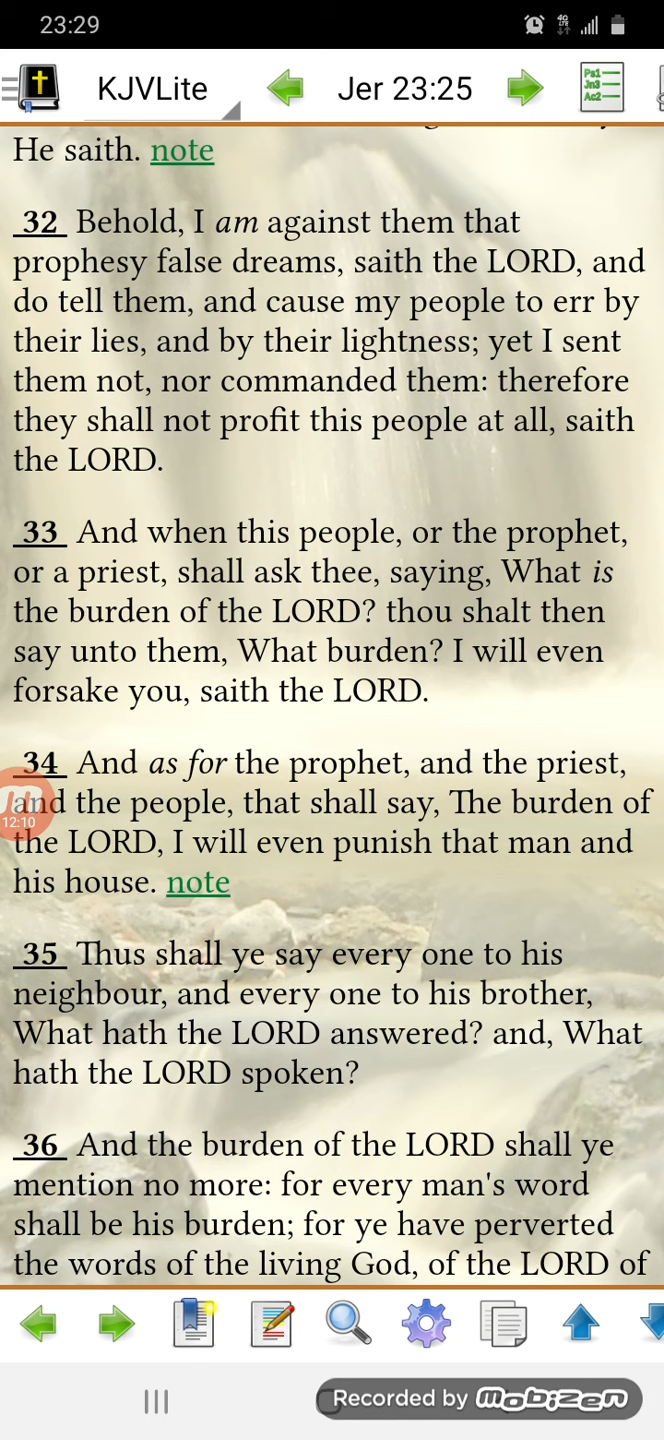 23:29
4G
LTE
KJVLite
Jer 23:25
Ps1
Jn3
Ac2
He saith. note
32 Behold, I am against them that
prophesy false dreams, saith the LORD, and
do tell them, and cause my people to err by
their lies, and by their lightness; yet I sent
them not, nor commanded them: therefore
they shall not profit this people at all, saith
the LORD.
33 And when this people, or the prophet,
or a priest, shall ask thee, saying, What is
the burden of the LORD? thou shalt then
say unto them, What burden? I will even
forsake you, saith the LORD.
34 And as for the prophet, and the priest,
and the people, that shall say, The burden of
the LORD, I will even punish that man and
his house. note
12:10
35 Thus shall ye say every one to his
neighbour, and every one to his brother,
What hath the LORD answered? and, What
hath the LORD spoken?
36 And the burden of the LORD shall ye
mention no more: for every man's word
shall be his burden; for ye have perverted
the words of the living God, of the LORD of
Recorded by mobizen